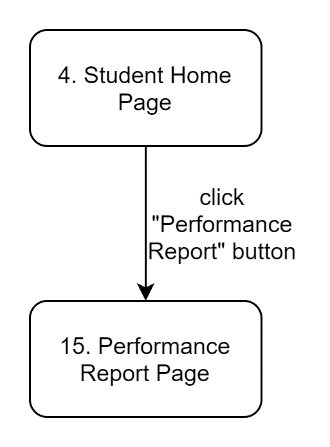 4. Student Home
Page
click
"Performance
Report" button
15. Performance
Report Page